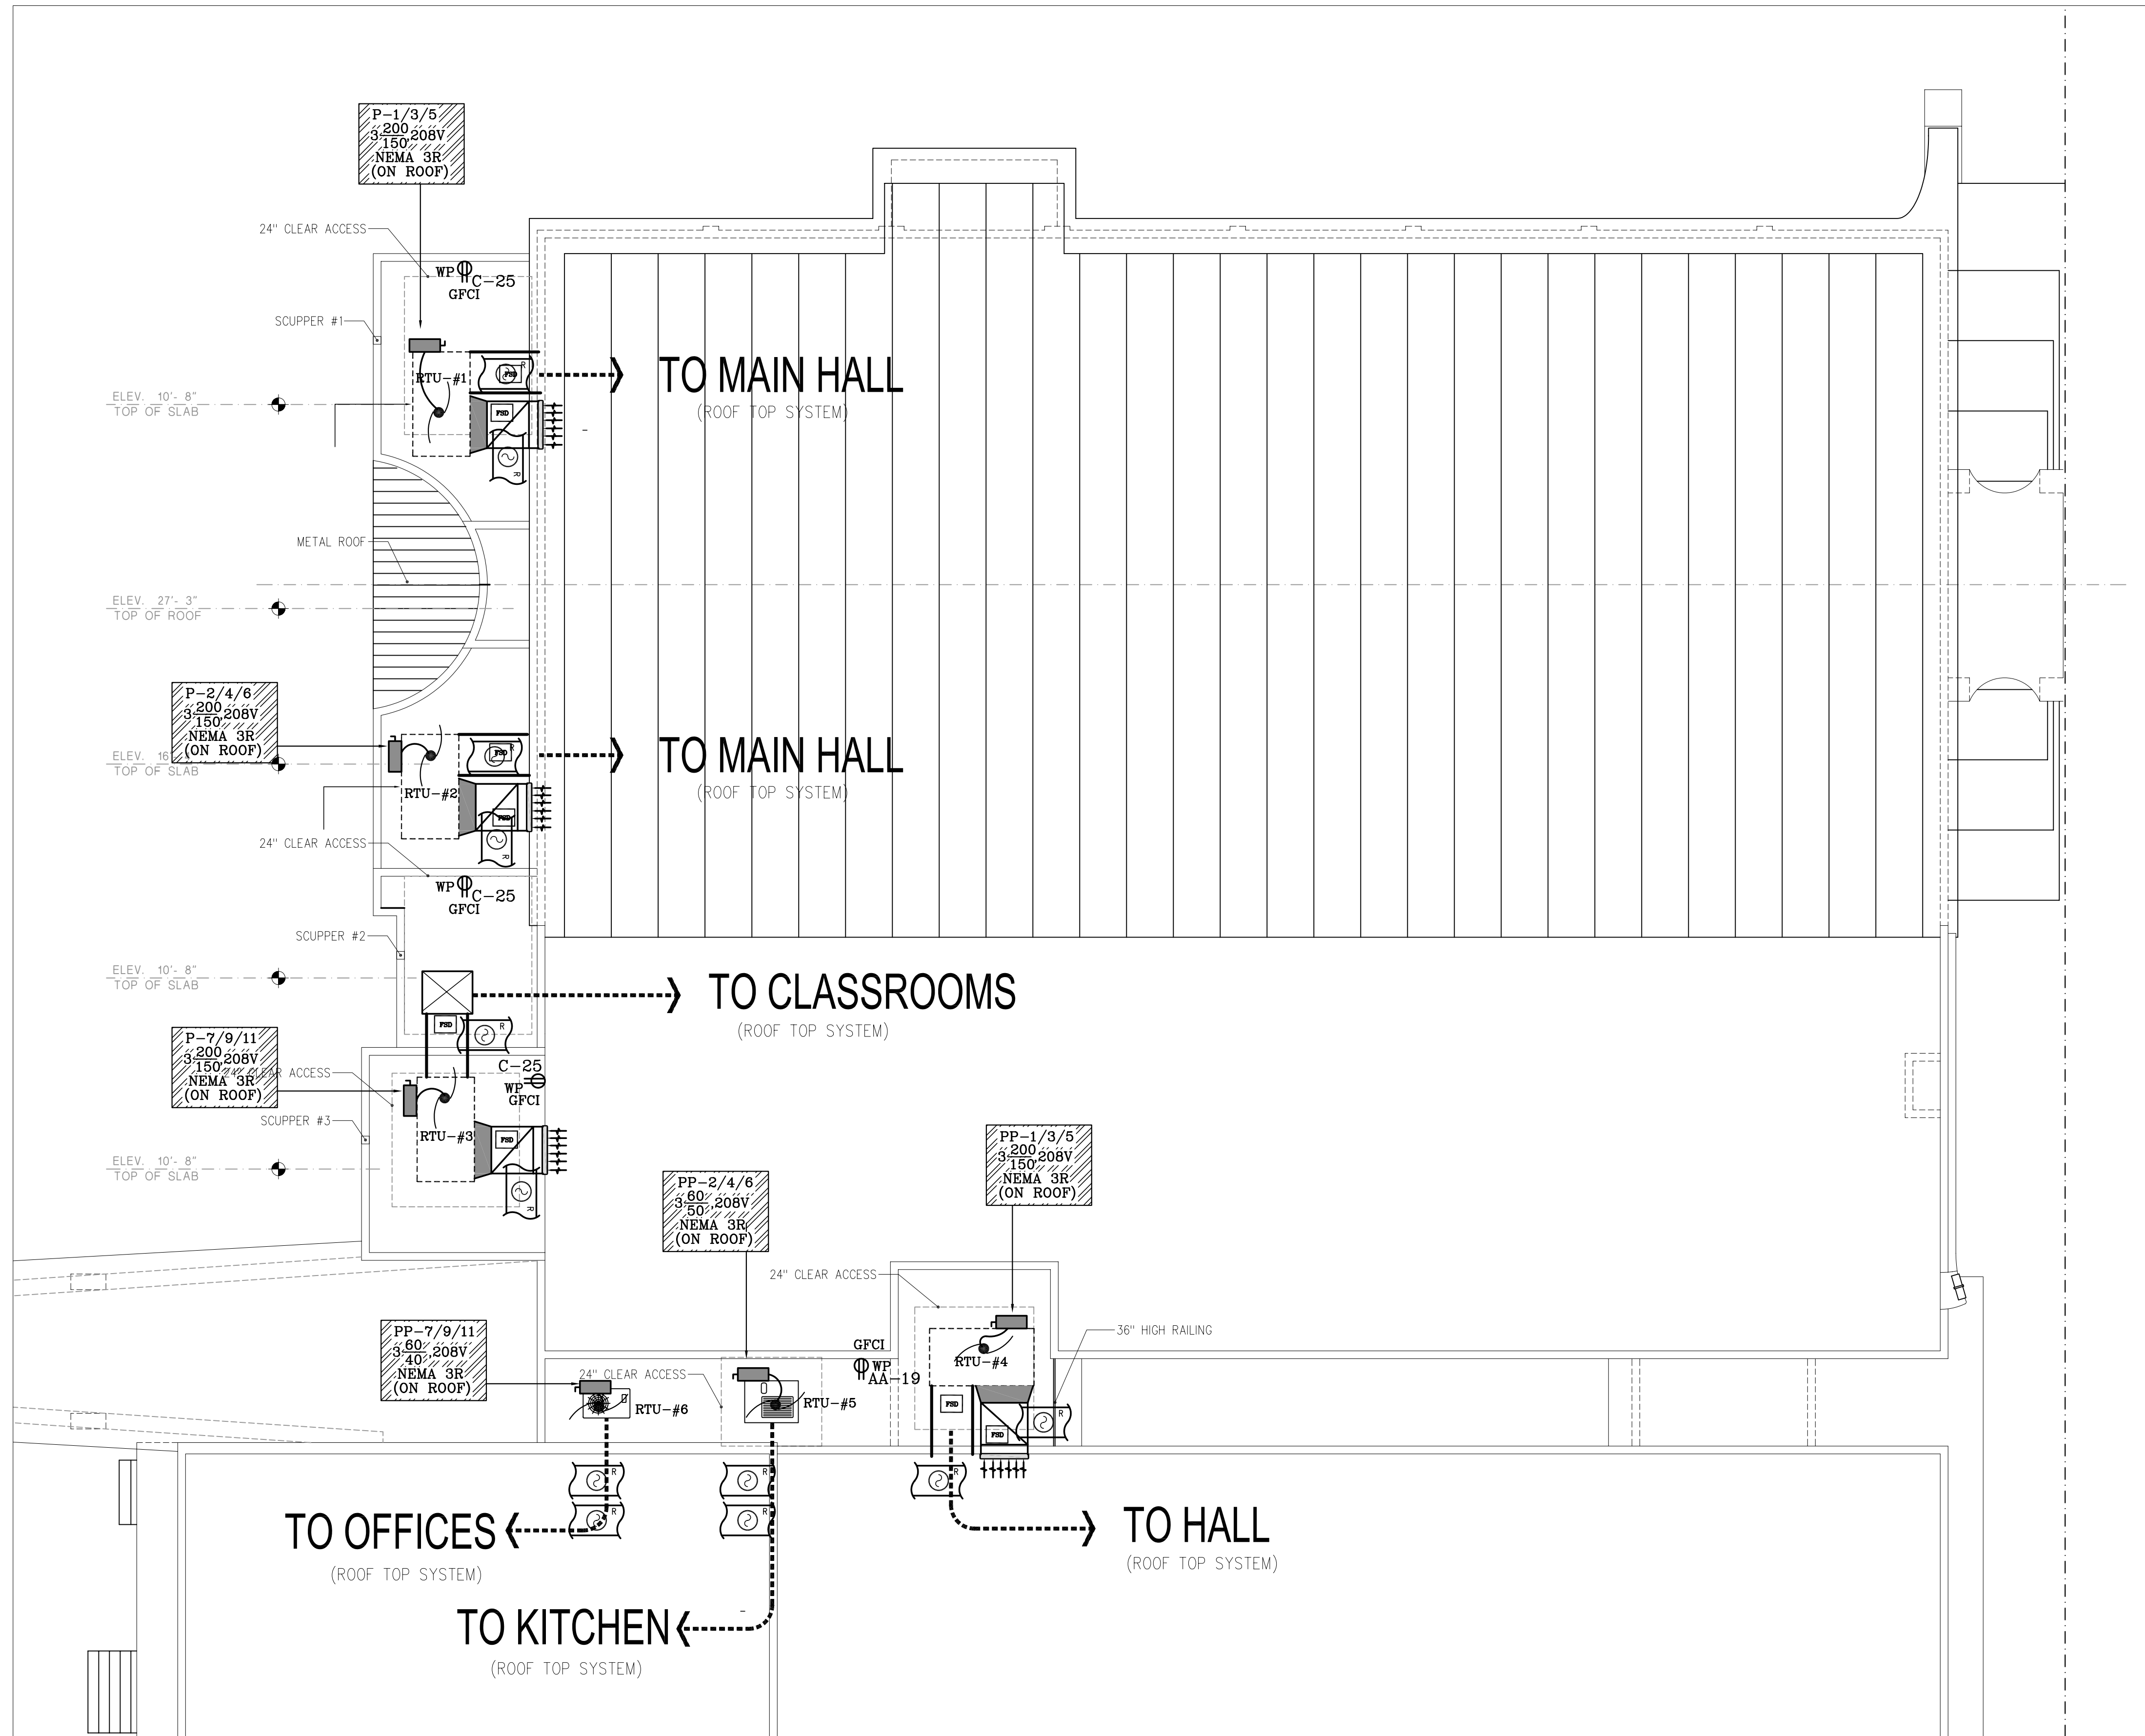 P-1/3/5
3 200/150, 208V
NEMA 3R
(ON ROOF)
24" CLEAR ACCESS
WP C-25
GFCI
SCUPPER #1
RTU-#1
FSD
R
TO MAIN HALL
(ROOF TOP SYSTEM)
ELEV. 10'- 8"
TOP OF SLAB
FSD
R
METAL ROOF
ELEV. 27'- 3"
TOP OF ROOF
P-2/4/6
3 200/150, 208V
NEMA 3R
(ON ROOF)
ELEV. 16'
TOP OF SLAB
FSD
R
TO MAIN HALL
(ROOF TOP SYSTEM)
RTU-#2
FSD
R
24" CLEAR ACCESS
WP C-25
GFCI
SCUPPER #2
ELEV. 10'- 8"
TOP OF SLAB
TO CLASSROOMS
(ROOF TOP SYSTEM)
FSD
R
P-7/9/11
3 200/150, 208V
NEMA 3R
(ON ROOF)
24" CLEAR ACCESS
C-25
WP
GFCI
SCUPPER #3
RTU-#3
FSD
R
ELEV. 10'- 8"
TOP OF SLAB
PP-1/3/5
3 200/150, 208V
NEMA 3R
(ON ROOF)
PP-2/4/6
3 60/50, 208V
NEMA 3R
(ON ROOF)
24" CLEAR ACCESS
PP-7/9/11
3 60/40, 208V
NEMA 3R
(ON ROOF)
36" HIGH RAILING
GFCI
WP
AA-19
RTU-#4
24" CLEAR ACCESS
RTU-#5
RTU-#6
FSD
R
FSD
R
R
R
R
R
TO OFFICES
(ROOF TOP SYSTEM)
TO HALL
(ROOF TOP SYSTEM)
TO KITCHEN
(ROOF TOP SYSTEM)